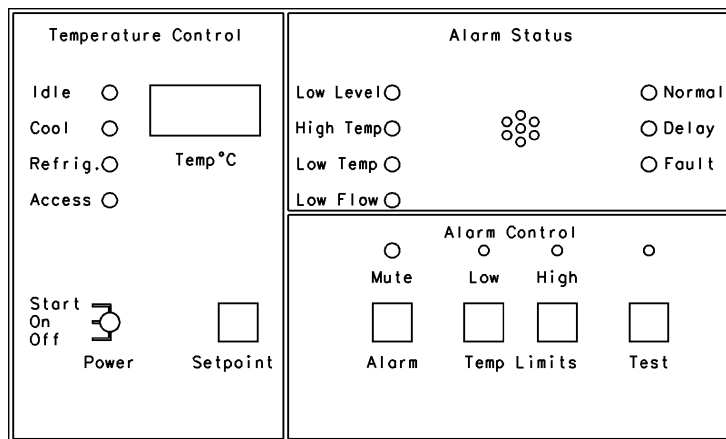 Temperature Control
Idle
Cool
Refrig.
Access
Temp°C
Start
On
Off
Power
Setpoint
Alarm Status
Low Level
High Temp
Low Temp
Low Flow
Normal
Delay
Fault
Alarm Control
Mute Low High
Alarm Temp Limits Test